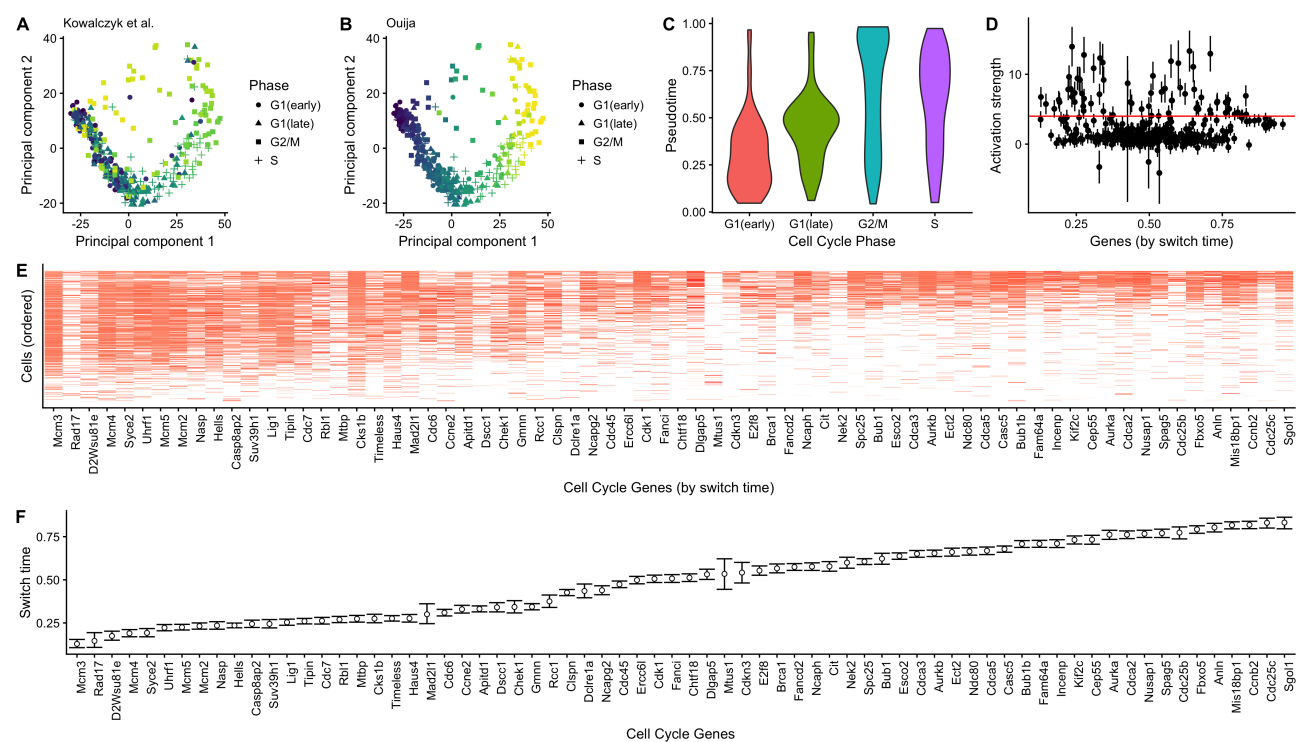 A
Kowalczyk et al.
40
20
0
-20
-25
0
25
50
Principal component 2
Principal component 1
Phase
G1(early)
G1(late)
G2/M
S
B
Ouija
40
20
0
-20
-25
0
25
50
Principal component 2
Principal component 1
Phase
G1(early)
G1(late)
G2/M
S
C
1.00
0.75
0.50
0.25
0.00
Pseudotime
G1(early)
G1(late)
G2/M
S
Cell Cycle Phase
D
10
0
Activation strength
0.25
0.50
0.75
Genes (by switch time)
E
Cells (ordered)
Mcm3
Rad17
D2Wsu81e
Mcm4
Syce2
Uhrf1
Mcm5
Mcm2
Nasp
Hells
Casp8ap2
Suv39h1
Lig1
Tipin
Cdc7
Rbl1
Mtbp
Cks1b
Timeless
Haus4
Mad2l1
Cdc6
Ccne2
Apitd1
Dscc1
Chek1
Gmnn
Rcc1
Clspn
Dclre1a
Ncapg2
Cdc45
Ercc6l
Cdk1
Fanci
Chtf18
Dlgap5
Mtus1
Cdkn3
E2f8
Brca1
Fancd2
Ncaph
Cit
Nek2
Spc25
Bub1
Esco2
Cdca3
Aurkb
Ect2
Ndc80
Cdca5
Casc5
Bub1b
Fam64a
Incenp
Kif2c
Cep55
Aurka
Cdca2
Nusap1
Spag5
Cdc25b
Fbxo5
Anln
Mis18bp1
Ccnb2
Cdc25c
Sgol1
Cell Cycle Genes (by switch time)
F
0.75
0.50
0.25
Switch time
Mcm3
Rad17
D2Wsu81e
Mcm4
Syce2
Uhrf1
Mcm5
Mcm2
Nasp
Hells
Casp8ap2
Suv39h1
Lig1
Tipin
Cdc7
Rbl1
Mtbp
Cks1b
Timeless
Haus4
Mad2l1
Cdc6
Ccne2
Apitd1
Dscc1
Chek1
Gmnn
Rcc1
Clspn
Dclre1a
Ncapg2
Cdc45
Ercc6l
Cdk1
Fanci
Chtf18
Dlgap5
Mtus1
Cdkn3
E2f8
Brca1
Fancd2
Ncaph
Cit
Nek2
Spc25
Bub1
Esco2
Cdca3
Aurkb
Ect2
Ndc80
Cdca5
Casc5
Bub1b
Fam64a
Incenp
Kif2c
Cep55
Aurka
Cdca2
Nusap1
Spag5
Cdc25b
Fbxo5
Anln
Mis18bp1
Ccnb2
Cdc25c
Sgol1
Cell Cycle Genes